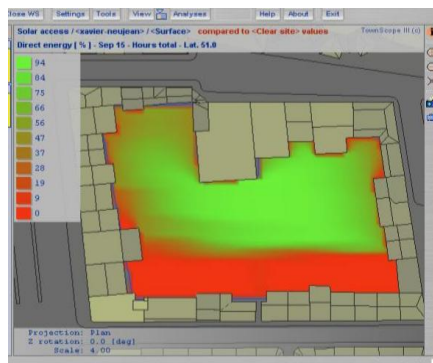 Close WS Settings Tools View Analyses Help About Exit
Solar access / <xavier-neujean> / <Surface> compared to <Clear site> values TownScope III (c)
Direct energy [ % ] - Sep 15 - Hours total - Lat. 51.0
94
84
75
66
56
47
37
28
19
9
0
Projection: Plan
Z rotation: 0.0 [deg]
Scale: 4.00